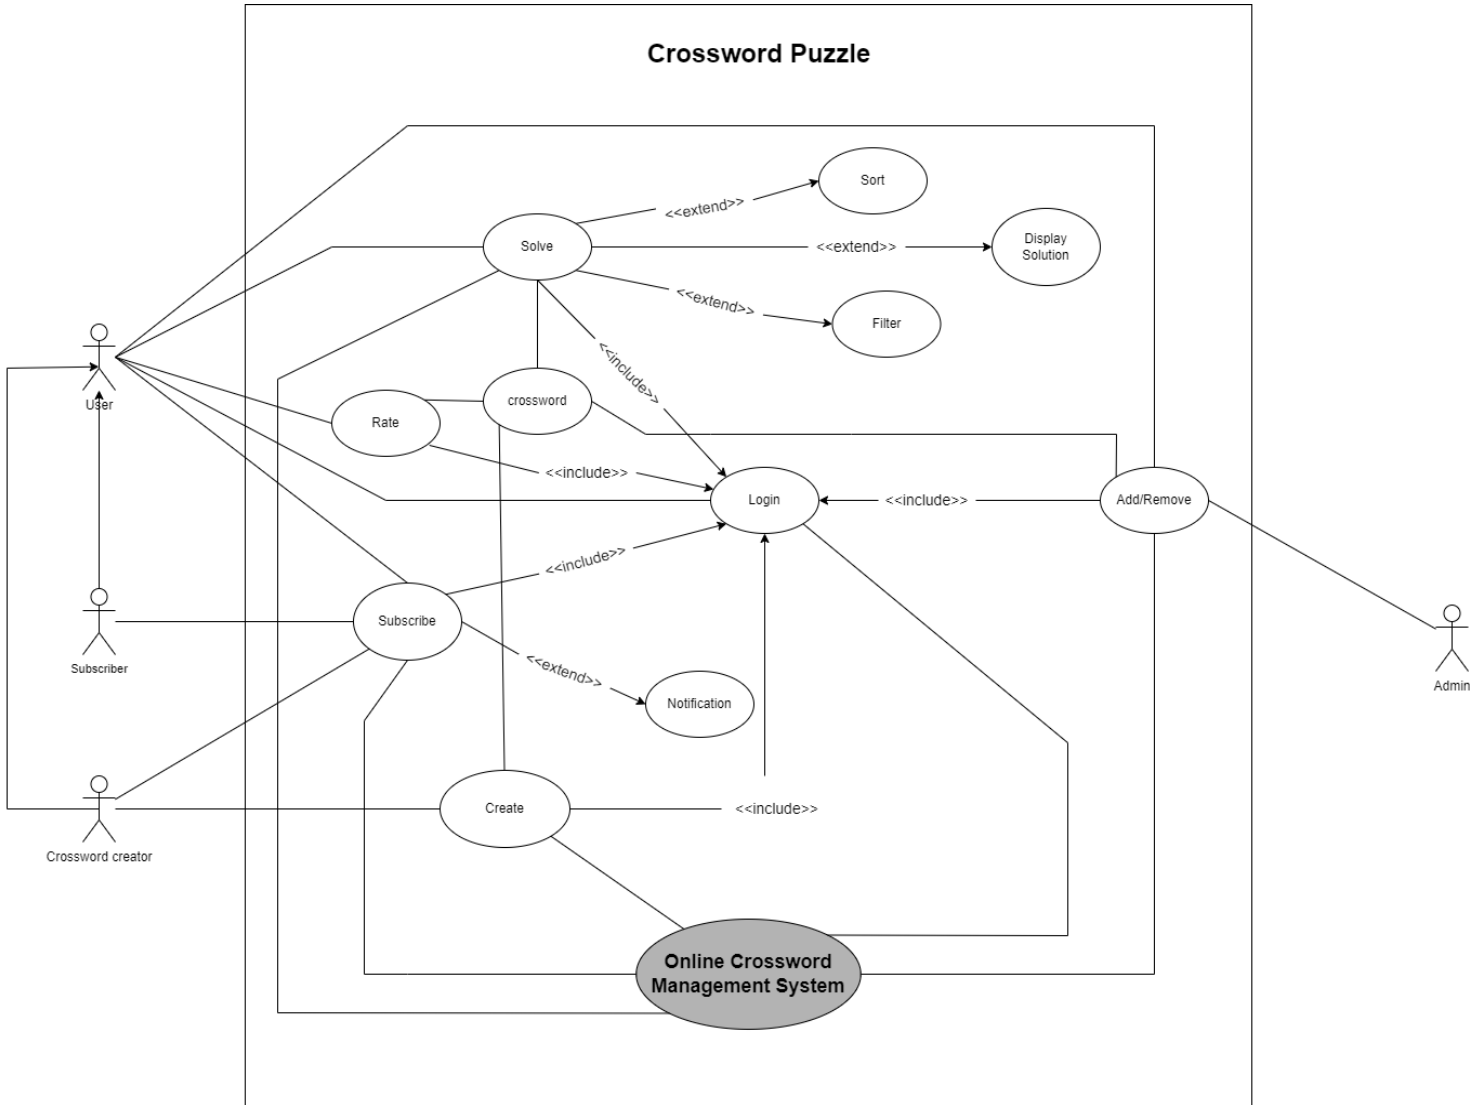 Crossword Puzzle
Sort
<<extend>>
Solve
<<extend>>
Display
Solution
<<extend>>
Filter
<<include>>
User
Rate
crossword
<<include>>
Login
<<include>>
Add/Remove
<<include>>
Subscribe
Subscriber
<<extend>>
Notification
Admin
Create
<<include>>
Crossword creator
Online Crossword
Management System